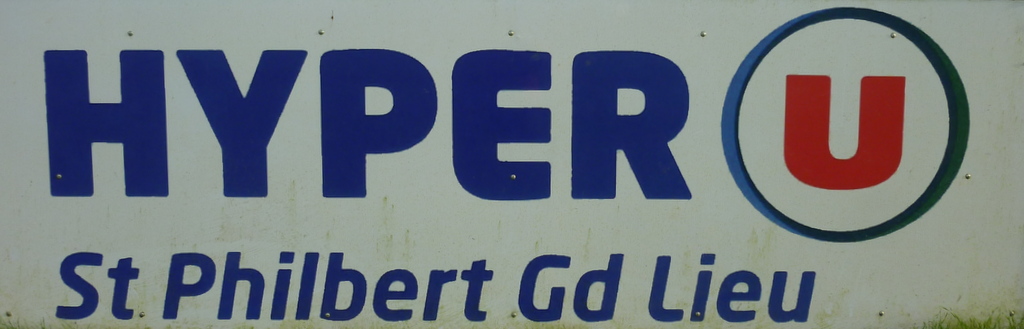 HYPER U
St Philbert Gd Lieu